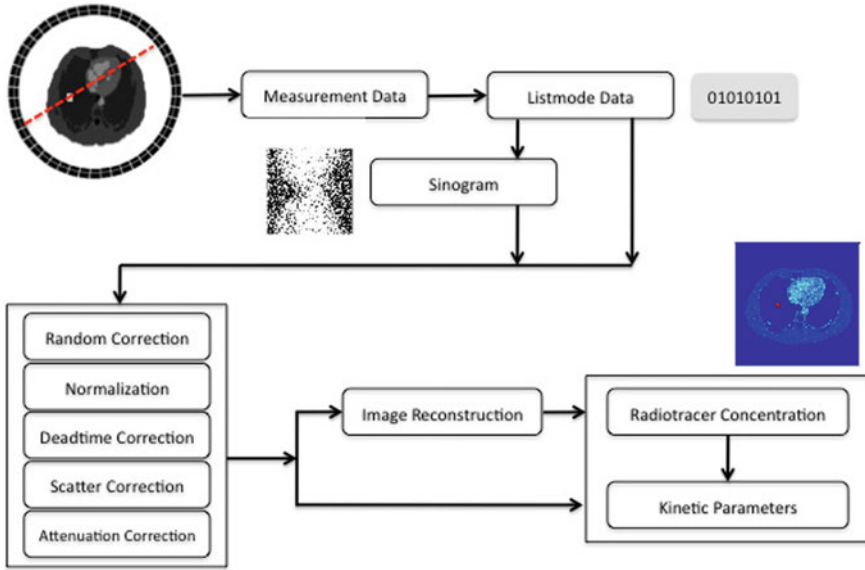 Measurement Data
Listmode Data
01010101
Sinogram
Random Correction
Normalization
Deadtime Correction
Scatter Correction
Attenuation Correction
Image Reconstruction
Radiotracer Concentration
Kinetic Parameters